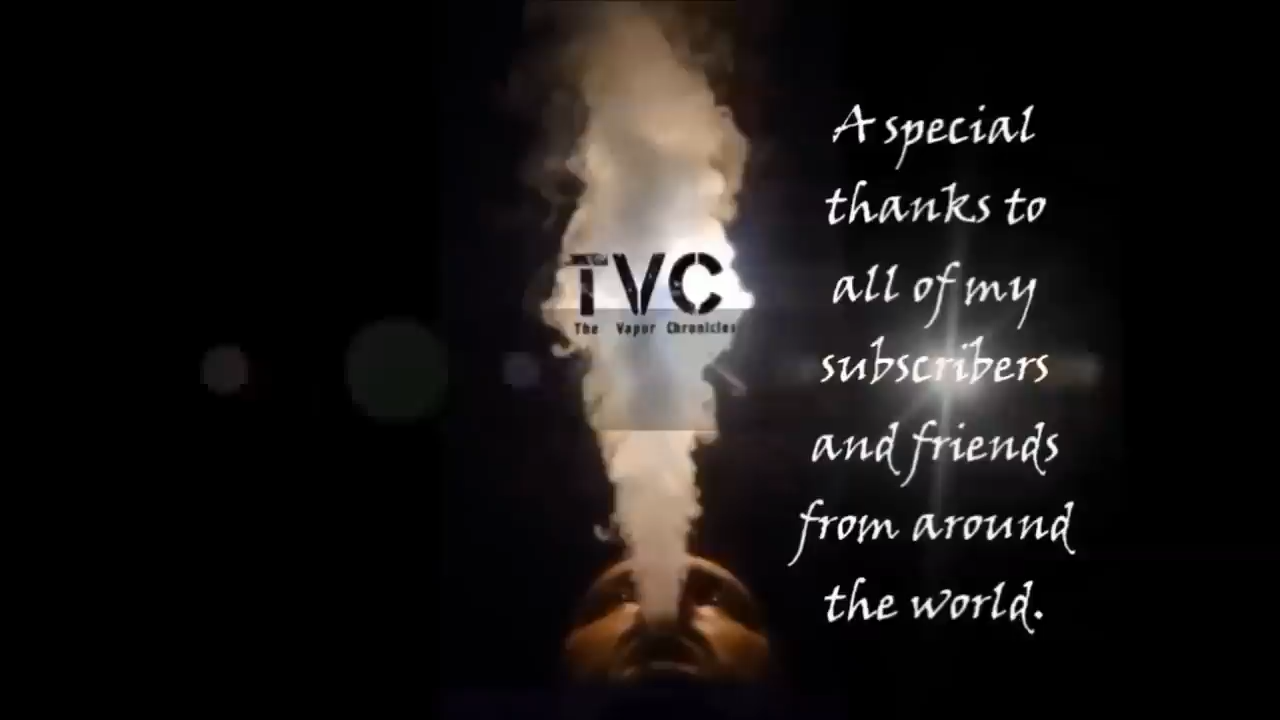 TVC
The Vapor Chronicles
A special
thanks to
all of my
subscribers
and friends
from around
the world.